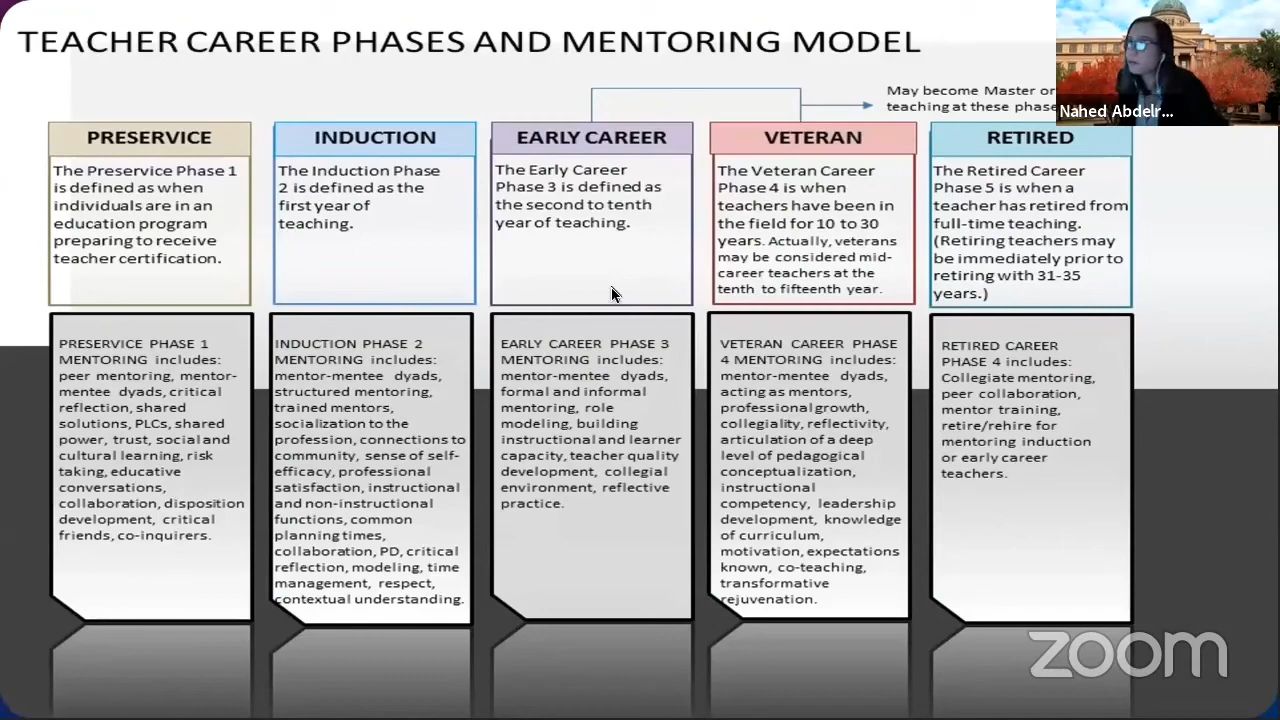 TEACHER CAREER PHASES AND MENTORING MODEL
May become Master or
teaching at these phase
Nahed Abdelr...
PRESERVICE
The Preservice Phase 1
is defined as when
individuals are in an
education program
preparing to receive
teacher certification.
INDUCTION
The Induction Phase
2 is defined as the
first year of
teaching.
EARLY CAREER
The Early Career
Phase 3 is defined as
the second to tenth
year of teaching.
VETERAN
The Veteran Career
Phase 4 is when
teachers have been in
the field for 10 to 30
years. Actually, veterans
may be considered mid-
career teachers at the
tenth to fifteenth year.
RETIRED
The Retired Career
Phase 5 is when a
teacher has retired from
full-time teaching.
(Retiring teachers may
be immediately prior to
retiring with 31-35
years.)
PRESERVICE PHASE 1
MENTORING includes:
peer mentoring, mentor-
mentee dyads, critical
reflection, shared
solutions, PLCs, shared
power, trust, social and
cultural learning, risk
taking, educative
conversations,
collaboration, disposition
development, critical
friends, co-inquirers.
INDUCTION PHASE 2
MENTORING includes:
mentor-mentee dyads,
structured mentoring,
trained mentors,
socialization to the
profession, connections to
community, sense of self-
efficacy, professional
satisfaction, instructional
and non-instructional
functions, common
planning times,
collaboration, PD, critical
reflection, modeling, time
management, respect,
contextual understanding.
EARLY CAREER PHASE 3
MENTORING includes:
mentor-mentee dyads,
formal and informal
mentoring, role
modeling, building
instructional and learner
capacity, teacher quality
development, collegial
environment, reflective
practice.
VETERAN CAREER PHASE
4 MENTORING includes:
mentor-mentee dyads,
acting as mentors,
professional growth,
collegiality, reflectivity,
articulation of a deep
level of pedagogical
conceptualization,
instructional
competency, leadership
development, knowledge
of curriculum,
motivation, expectations
known, co-teaching,
transformative
rejuvenation.
RETIRED CAREER
PHASE 4 includes:
Collegiate mentoring,
peer collaboration,
mentor training,
retire/rehire for
mentoring induction
or early career
teachers.
zoom